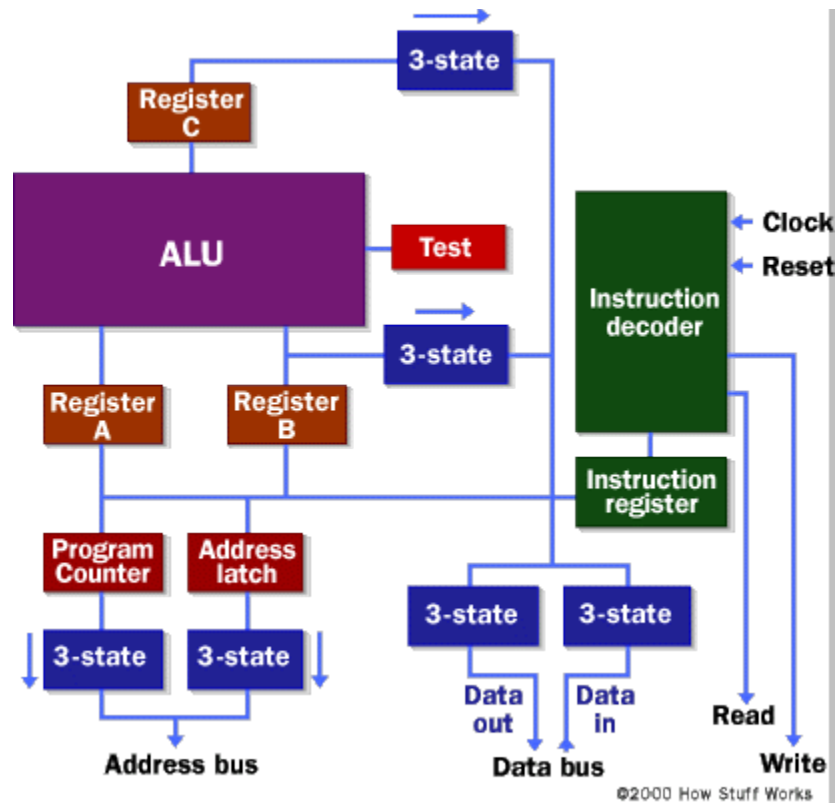 3-state
Register
C
ALU
Test
Clock
Reset
Instruction
decoder
3-state
Register
A
Register
B
Instruction
register
Program
Counter
Address
latch
3-state
3-state
3-state
3-state
Data
out
Data
in
Read
Address bus
Data bus
Write
©2000 How Stuff Works